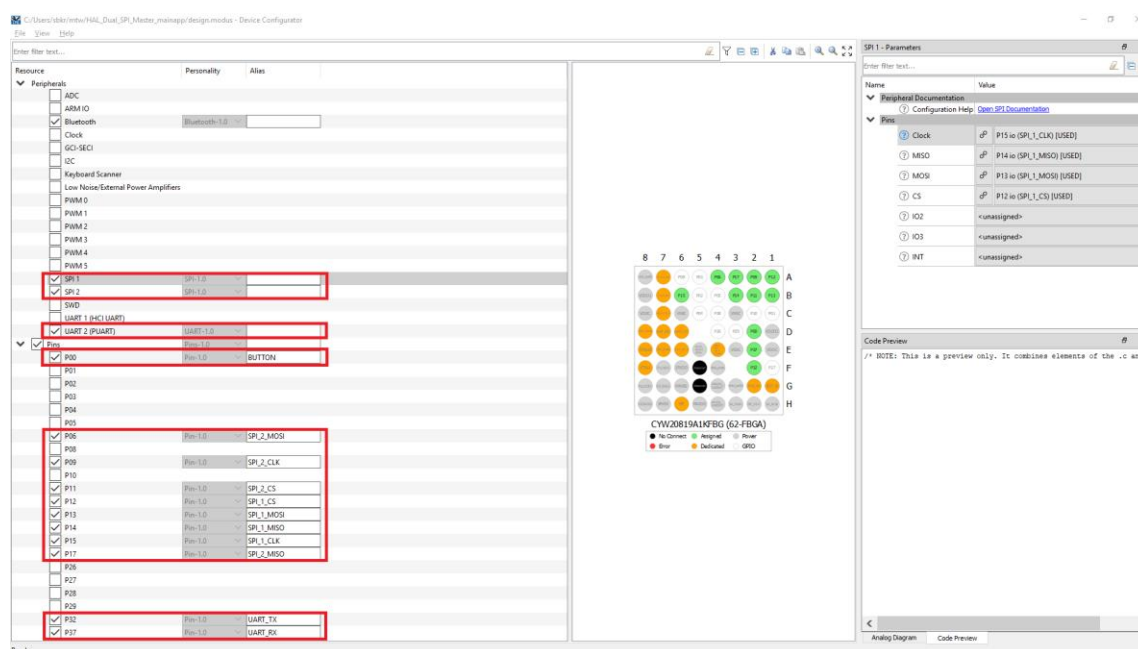 C:/Users/sbkr/mtw/HAL_Dual_SPI_Master_mainapp/design.modus - Device Configurator
File View Help
Enter filter text...
Resource Personality Alias
Peripherals
ADC
ARM IO
Bluetooth Bluetooth-1.0
Clock
GCI-SECI
I2C
Keyboard Scanner
Low Noise/External Power Amplifiers
PWM 0
PWM 1
PWM 2
PWM 3
PWM 4
PWM 5
SPI 1 SPI-1.0
SPI 2 SPI-1.0
SWD
UART 1 (HCI UART)
UART 2 (PUART) UART-1.0
Pins Pins-1.0
P00 Pin-1.0 BUTTON
P01
P02
P03
P04
P05
P06 Pin-1.0 SPI_2_MOSI
P08
P09 Pin-1.0 SPI_2_CLK
P10
P11 Pin-1.0 SPI_2_CS
P12 Pin-1.0 SPI_1_CS
P13 Pin-1.0 SPI_1_MOSI
P14 Pin-1.0 SPI_1_MISO
P15 Pin-1.0 SPI_1_CLK
P17 Pin-1.0 SPI_2_MISO
P26
P27
P28
P29
P32 Pin-1.0 UART_TX
P37 Pin-1.0 UART_RX
8 7 6 5 4 3 2 1
A
B
C
D
E
F
G
H
CYW20819A1KFBG (62-FBGA)
No Connect Assigned Power
Error Dedicated GPIO
SPI 1 - Parameters
Enter filter text...
Name Value
Peripheral Documentation
Configuration Help Open SPI Documentation
Pins
Clock P15 io (SPI_1_CLK) [USED]
MISO P14 io (SPI_1_MISO) [USED]
MOSI P13 io (SPI_1_MOSI) [USED]
CS P12 io (SPI_1_CS) [USED]
IO2 <unassigned>
IO3 <unassigned>
INT <unassigned>
Code Preview
/* NOTE: This is a preview only. It combines elements of the .c an
Analog Diagram Code Preview